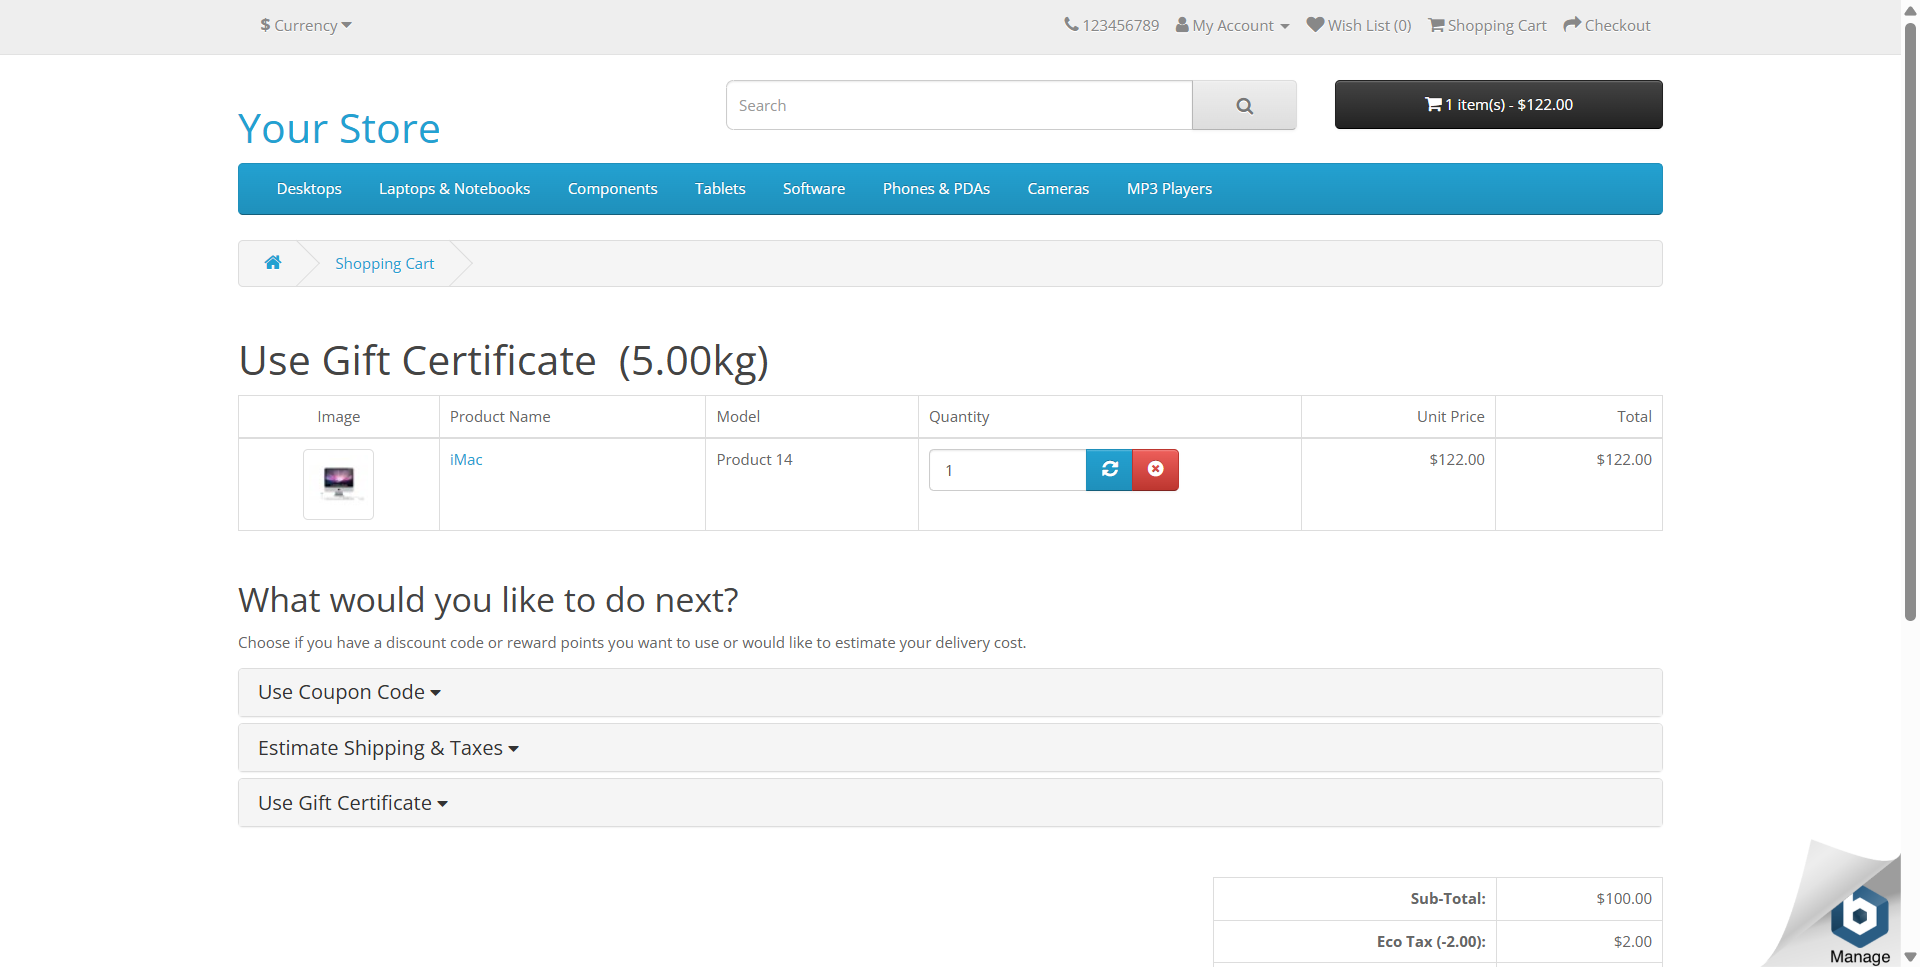 $ Currency
123456789 My Account Wish List (0) Shopping Cart Checkout
Your Store
Search
1 item(s) - $122.00
Desktops Laptops & Notebooks Components Tablets Software Phones & PDAs Cameras MP3 Players
Shopping Cart
Use Gift Certificate (5.00kg)
Image Product Name Model Quantity Unit Price Total
iMac Product 14 1 $122.00 $122.00
What would you like to do next?
Choose if you have a discount code or reward points you want to use or would like to estimate your delivery cost.
Use Coupon Code
Estimate Shipping & Taxes
Use Gift Certificate
Sub-Total: $100.00
Eco Tax (-2.00): $2.00
Manage